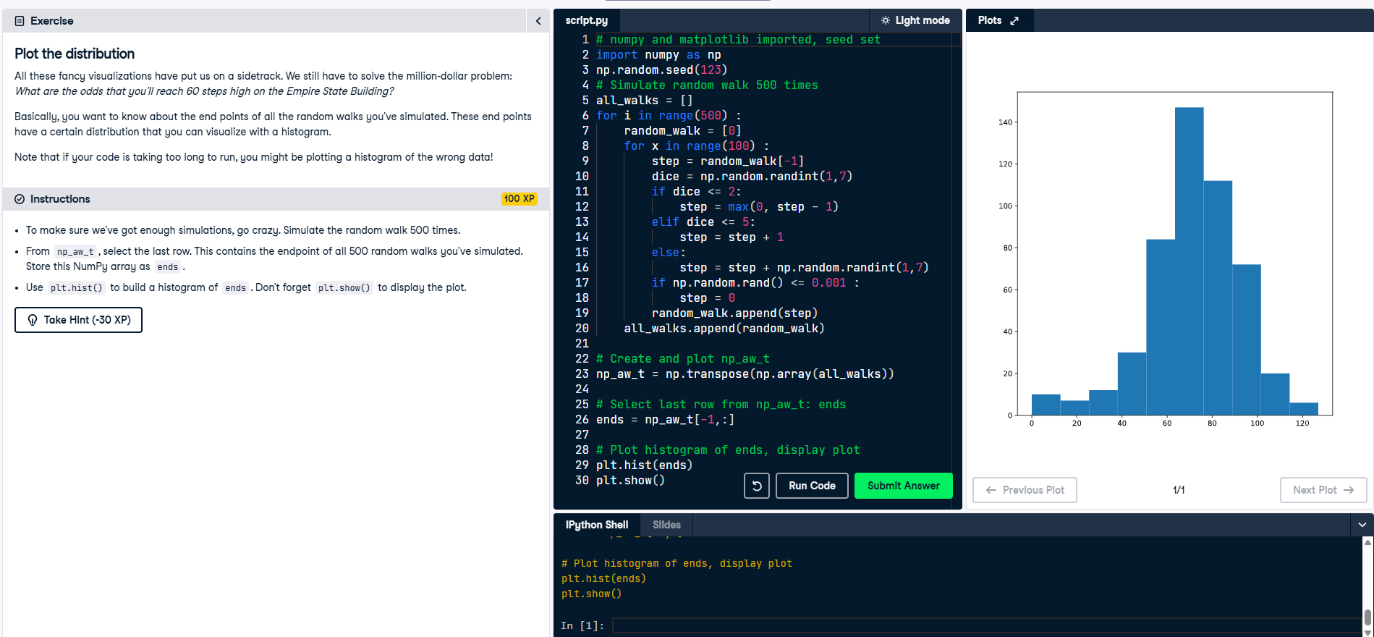 Exercise
Plot the distribution
All these fancy visualizations have put us on a sidetrack. We still have to solve the million-dollar problem:
What are the odds that you'll reach 60 steps high on the Empire State Building?
Basically, you want to know about the end points of all the random walks you've simulated. These end points
have a certain distribution that you can visualize with a histogram.
Note that if your code is taking too long to run, you might be plotting a histogram of the wrong data!
Instructions
100 XP
• To make sure we've got enough simulations, go crazy. Simulate the random walk 500 times.
• From np_aw_t , select the last row. This contains the endpoint of all 500 random walks you've simulated.
Store this NumPy array as ends .
• Use plt.hist() to build a histogram of ends . Don't forget plt.show() to display the plot.
Take Hint (-30 XP)
script.py
Light mode
1 # numpy and matplotlib imported, seed set
2 import numpy as np
3 np.random.seed(123)
4 # Simulate random walk 500 times
5 all_walks = []
6 for i in range(500) :
7     random_walk = [0]
8     for x in range(100) :
9         step = random_walk[-1]
10         dice = np.random.randint(1,7)
11         if dice <= 2:
12             step = max(0, step - 1)
13         elif dice <= 5:
14             step = step + 1
15         else:
16             step = step + np.random.randint(1,7)
17         if np.random.rand() <= 0.001 :
18             step = 0
19         random_walk.append(step)
20     all_walks.append(random_walk)
21
22 # Create and plot np_aw_t
23 np_aw_t = np.transpose(np.array(all_walks))
24
25 # Select last row from np_aw_t: ends
26 ends = np_aw_t[-1,:]
27
28 # Plot histogram of ends, display plot
29 plt.hist(ends)
30 plt.show()
Run Code
Submit Answer
IPython Shell
Slides
# Plot histogram of ends, display plot
plt.hist(ends)
plt.show()
In [1]:
Plots
140
120
100
80
60
40
20
0
0 20 40 60 80 100 120
← Previous Plot
1/1
Next Plot →